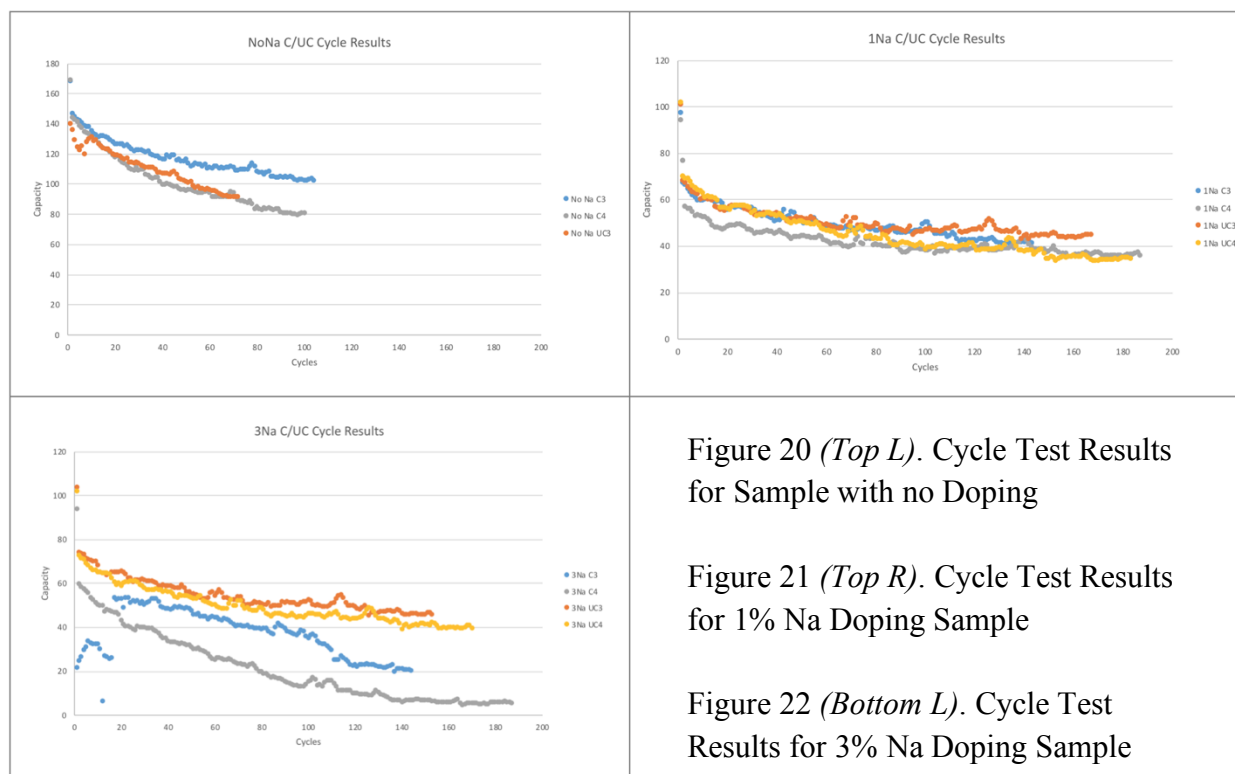 NoNa C/UC Cycle Results
180
160
140
120
100
80
60
40
20
0
Capacity
0 20 40 60 80 100 120 140 160 180 200
Cycles
No Na C3
No Na C4
No Na UC3
1Na C/UC Cycle Results
120
100
80
60
40
20
0
Capacity
0 20 40 60 80 100 120 140 160 180 200
Cycles
1Na C3
1Na C4
1Na UC3
1Na UC4
3Na C/UC Cycle Results
120
100
80
60
40
20
0
Capacity
0 20 40 60 80 100 120 140 160 180 200
Cycles
3Na C3
3Na C4
3Na UC3
3Na UC4
Figure 20 (Top L). Cycle Test Results
for Sample with no Doping
Figure 21 (Top R). Cycle Test Results
for 1% Na Doping Sample
Figure 22 (Bottom L). Cycle Test
Results for 3% Na Doping Sample